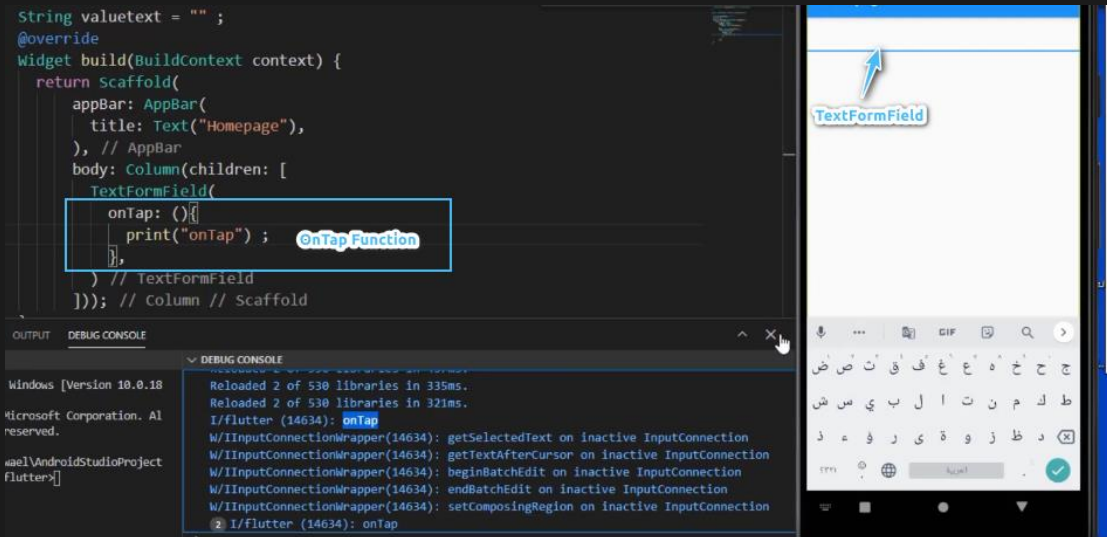 String valuetext = "" ;
@override
Widget build(BuildContext context) {
return Scaffold(
appBar: AppBar(
title: Text("Homepage"),
), // AppBar
body: Column(children: [
TextFormField(
onTap: (){
print("onTap") ;
OnTap Function
},
) // TextFormField
])); // Column // Scaffold
TextFormField
OUTPUT DEBUG CONSOLE
Windows [Version 10.0.18
Microsoft Corporation. Al
reserved.
wael\AndroidStudioProject
flutter>
DEBUG CONSOLE
Reloaded 2 of 530 libraries in 335ms.
Reloaded 2 of 530 libraries in 321ms.
I/flutter (14634): onTap
W/IInputConnectionWrapper(14634): getSelectedText on inactive InputConnection
W/IInputConnectionWrapper(14634): getTextAfterCursor on inactive InputConnection
W/IInputConnectionWrapper(14634): beginBatchEdit on inactive InputConnection
W/IInputConnectionWrapper(14634): endBatchEdit on inactive InputConnection
W/IInputConnectionWrapper(14634): setComposingRegion on inactive InputConnection
2 I/flutter (14634): onTap
GIF
ض ص ث ق ف غ ع ه خ ح ج
ش س ي ب ل ا ت ن م ك ط
ذ ء ؤ ر ى ة و ز ظ د
العربية